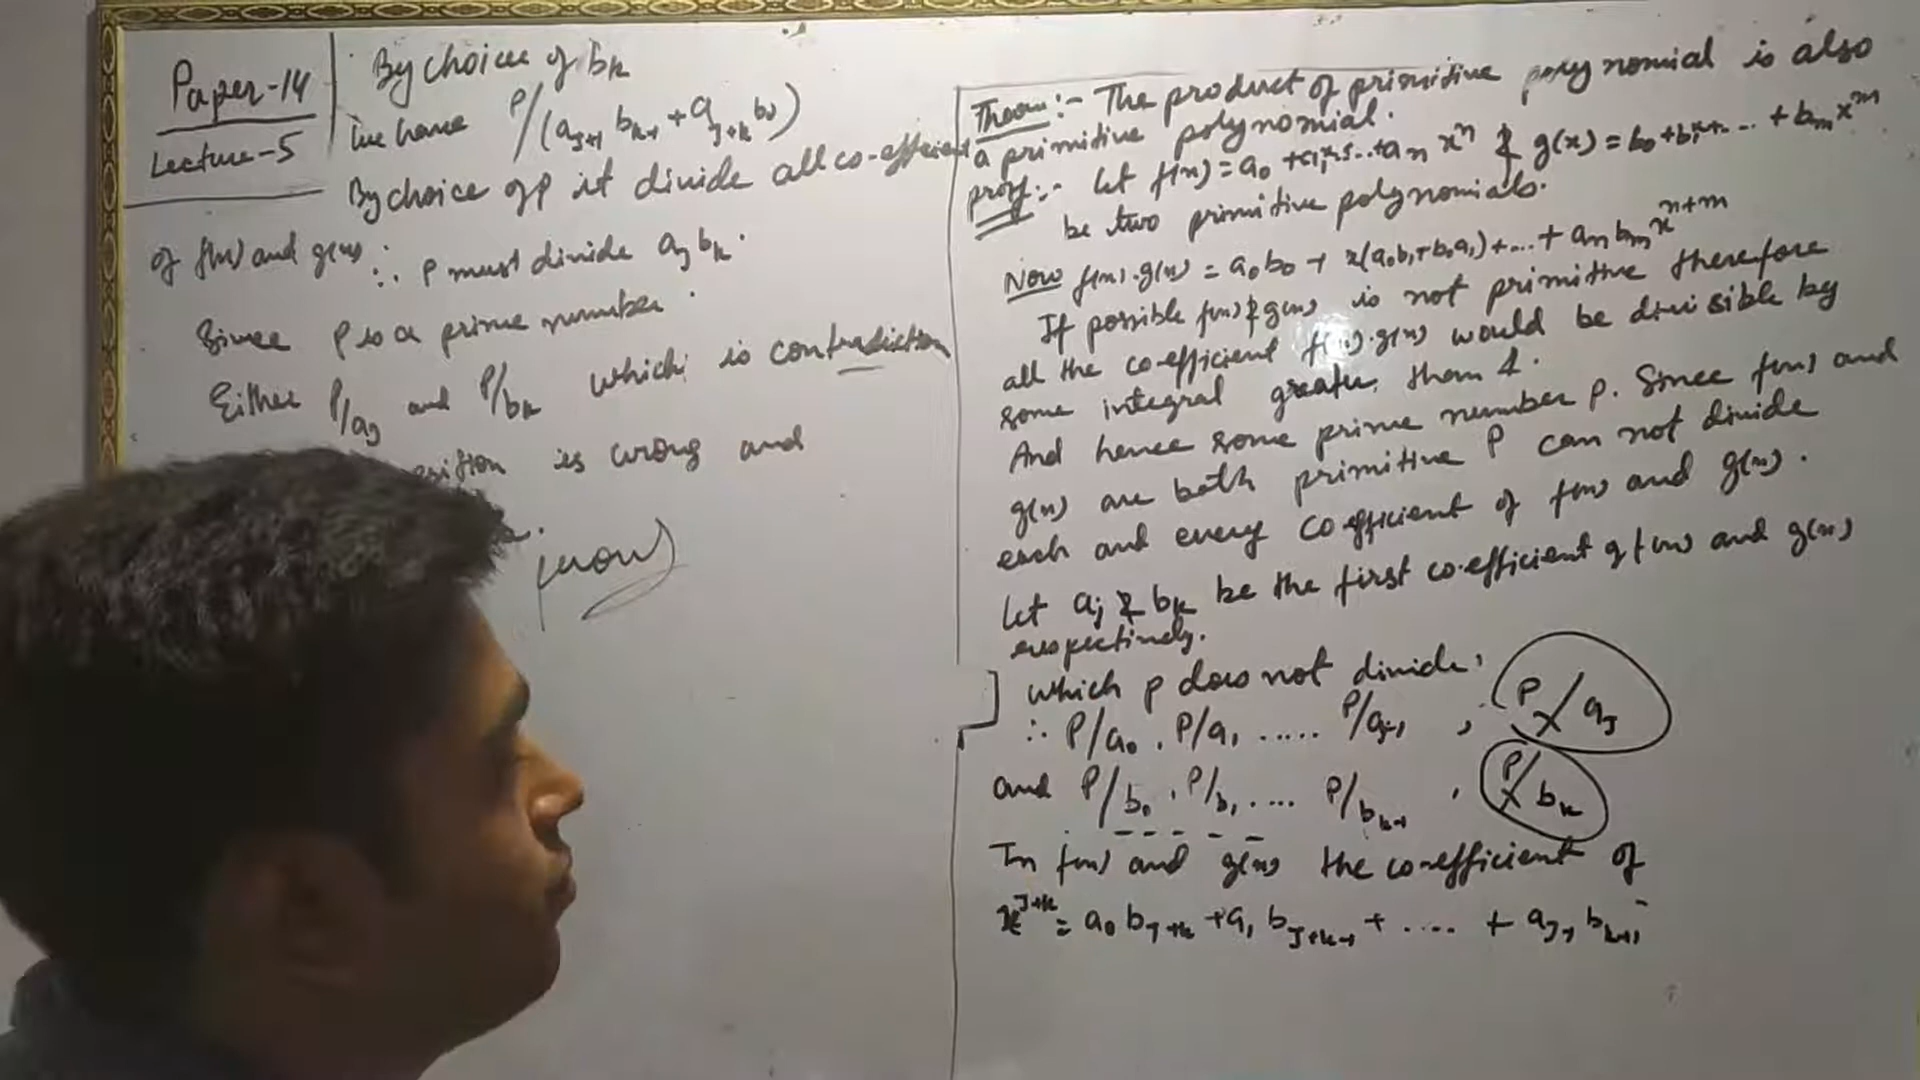 Paper-14
Lecture-5
By choice of bk
We have P/(aj+1 bk-1 + aj+k b0)
By choice of p it divide all co-efficient
of f(x) and g(x) ∴ P must divide aj bk.
Since P is a prime number.
Either P/aj and P/bk which is contradiction
is wrong and
Theorem:- The product of primitive polynomial is also
a primitive polynomial.
proof:- Let f(x) = a0 + a1x + ... + an x^n & g(x) = b0 + b1x + ... + bm x^m
be two primitive polynomials.
Now f(x).g(x) = a0b0 + x(a0b1 + b0a1) + ... + an bm x^n+m
If possible f(x) & g(x) is not primitive therefore
all the co-efficient f(x).g(x) would be divisible by
some integral greater than 1.
And hence some prime number p. Since f(x) and
g(x) are both primitive P can not divide
each and every coefficient of f(x) and g(x).
Let aj & bk be the first co-efficient of f(x) and g(x)
respectively.
which p does not divide.
∴ P/a0 . P/a1 ..... P/aj-1 , P∤aj
and P/b0 . P/b1 .... P/bk-1 , P∤bk
In f(x) and g(x) the co-efficient of
x^J+k = a0 bJ+k + a1 bJ+k-1 + .... + aJ-1 bk+1